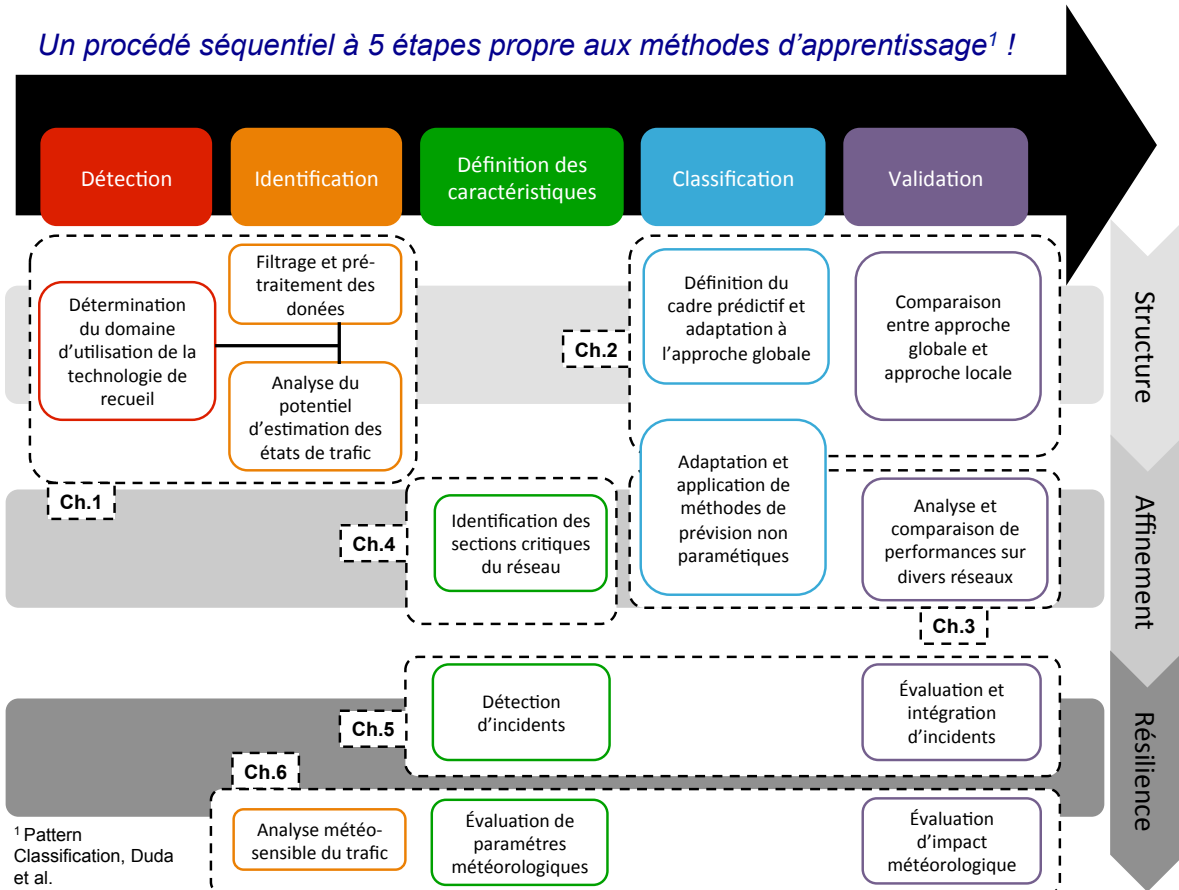 Un procédé séquentiel à 5 étapes propre aux méthodes d'apprentissage¹ !
Détection
Identification
Définition des
caractéristiques
Classification
Validation
Filtrage et pré-
traitement des
donées
Détermination
du domaine
d'utilisation de la
technologie de
recueil
Analyse du
potentiel
d'estimation des
états de trafic
Ch.1
Ch.2
Définition du
cadre prédictif et
adaptation à
l'approche globale
Comparaison
entre approche
globale et
approche locale
Structure
Ch.4
Identification des
sections critiques
du réseau
Adaptation et
application de
méthodes de
prévision non
paramétiques
Analyse et
comparaison de
performances sur
divers réseaux
Ch.3
Affinement
Ch.5
Détection
d'incidents
Évaluation et
intégration
d'incidents
Résilience
Ch.6
Analyse météo-
sensible du trafic
Évaluation de
paramètres
météorologiques
Évaluation
d'impact
météorologique
¹ Pattern
Classification, Duda
et al.